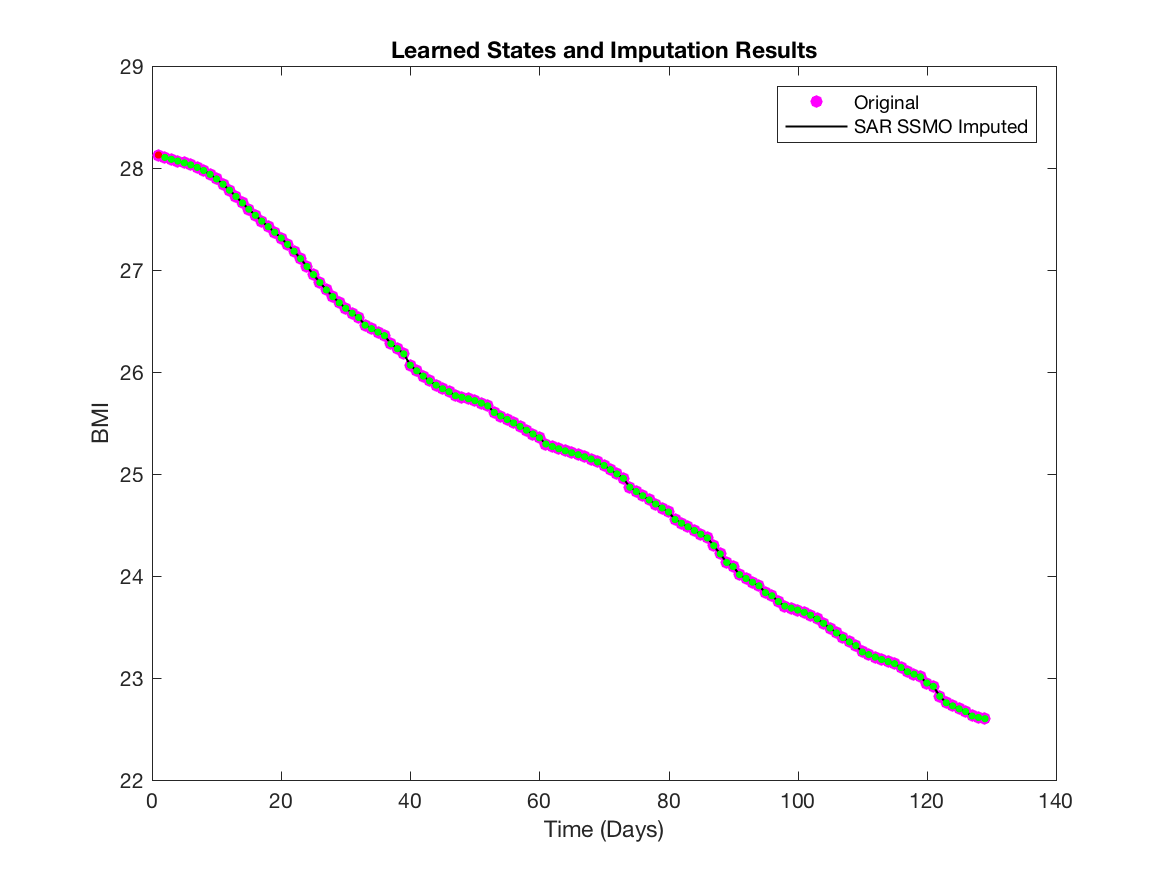 Learned States and Imputation Results
Original
SAR SSMO Imputed
BMI
29
28
27
26
25
24
23
22
0 20 40 60 80 100 120 140
Time (Days)